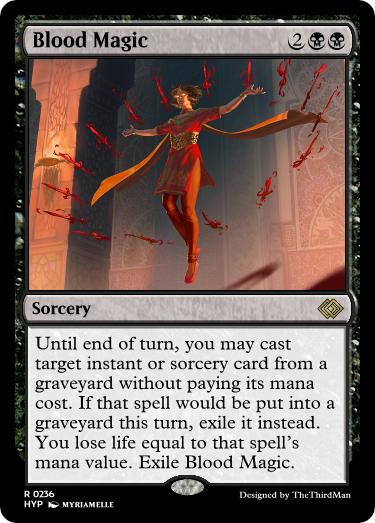 Blood Magic 2
Sorcery
Until end of turn, you may cast
target instant or sorcery card from a
graveyard without paying its mana
cost. If that spell would be put into a
graveyard this turn, exile it instead.
You lose life equal to that spell's
mana value. Exile Blood Magic.
R 0236
HYP MYRIAMELLE
Designed by TheThirdMan